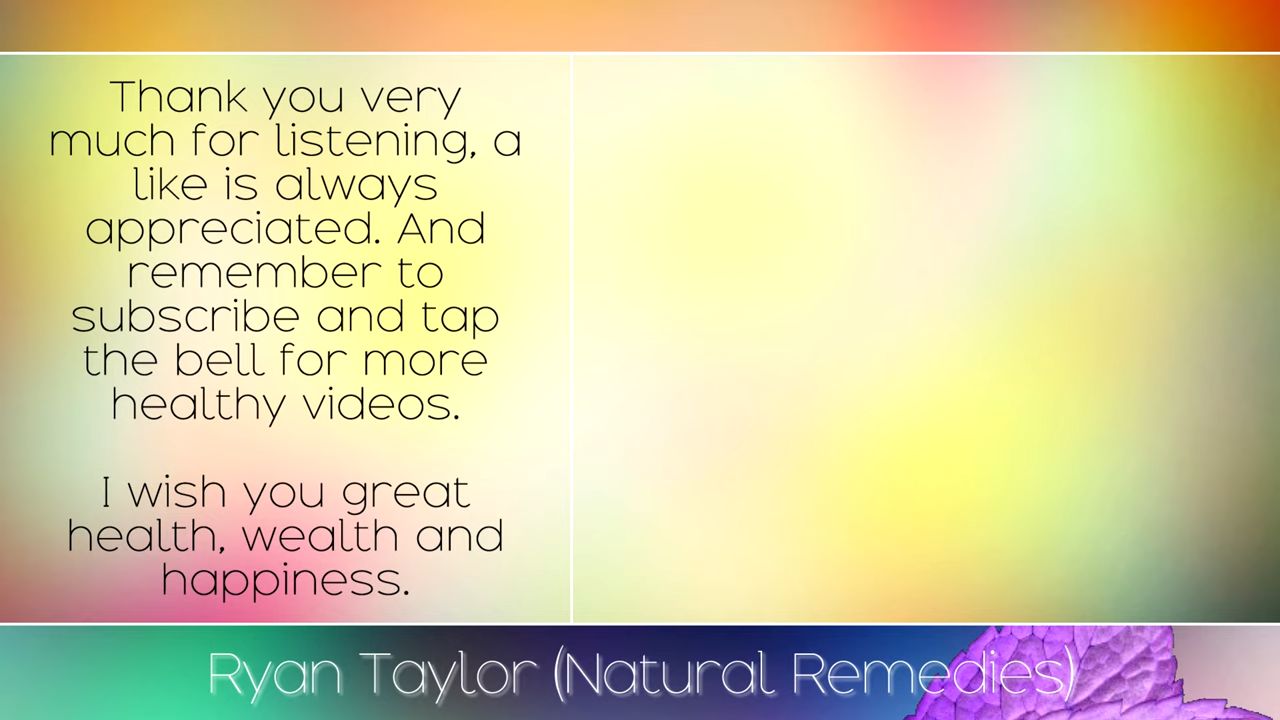 Thank you very
much for listening, a
like is always
appreciated. And
remember to
subscribe and tap
the bell for more
healthy videos.
I wish you great
health, wealth and
happiness.
Ryan Taylor (Natural Remedies)